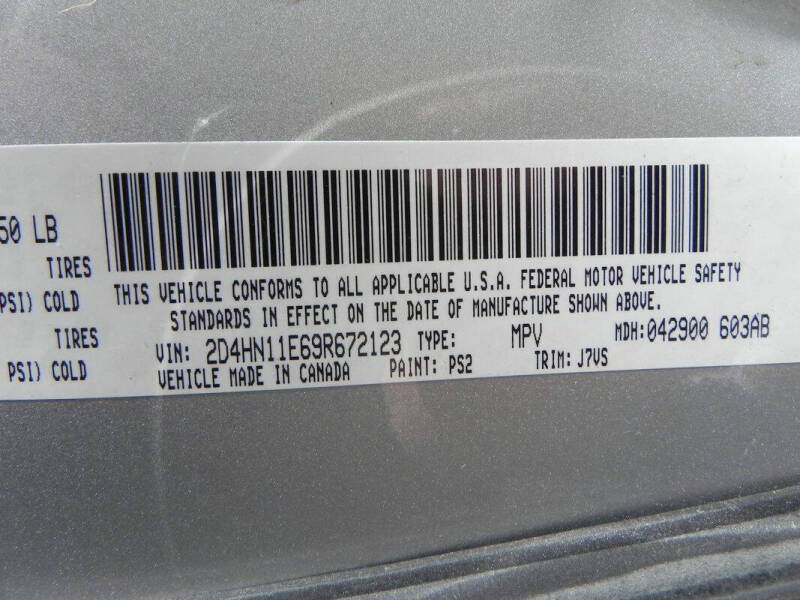 50 LB
TIRES
PSI) COLD
TIRES
PSI) COLD
THIS VEHICLE CONFORMS TO ALL APPLICABLE U.S.A. FEDERAL MOTOR VEHICLE SAFETY
STANDARDS IN EFFECT ON THE DATE OF MANUFACTURE SHOWN ABOVE.
VIN: 2D4HN11E69R672123 TYPE: MPV MDH:042900 603AB
VEHICLE MADE IN CANADA PAINT: PS2 TRIM: J7VS